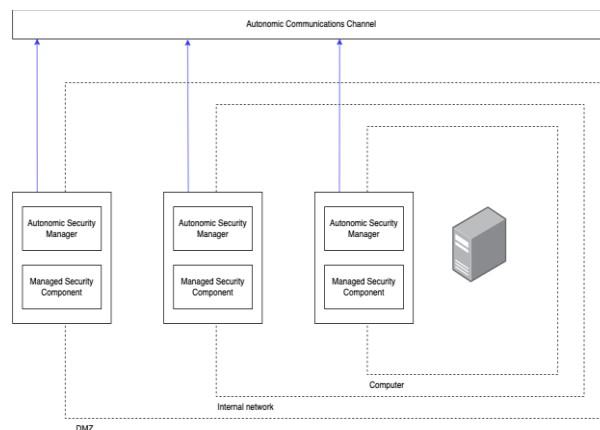 Autonomic Communications Channel
Autonomic Security
Manager
Managed Security
Component
Autonomic Security
Manager
Managed Security
Component
Autonomic Security
Manager
Managed Security
Component
Computer
Internal network
DMZ